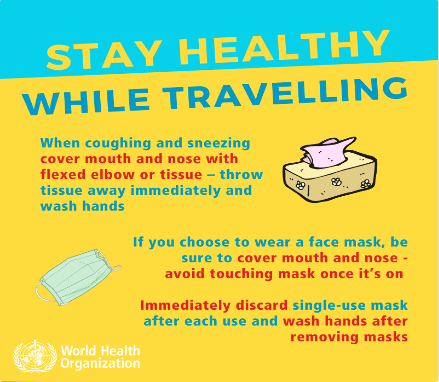 STAY HEALTHY
WHILE TRAVELLING
When coughing and sneezing
cover mouth and nose with
flexed elbow or tissue – throw
tissue away immediately and
wash hands
If you choose to wear a face mask, be
sure to cover mouth and nose -
avoid touching mask once it's on
Immediately discard single-use mask
after each use and wash hands after
removing masks
World Health
Organization